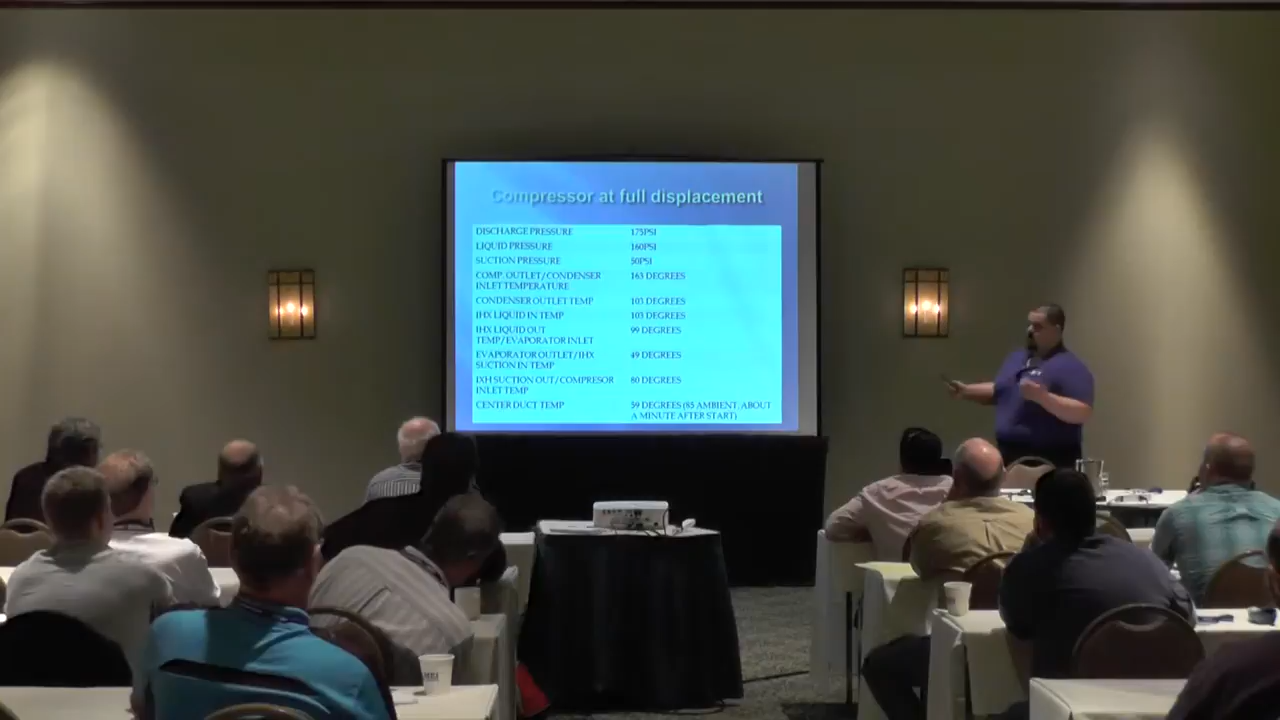 Compressor at full displacement
DISCHARGE PRESSURE 175PSI
LIQUID PRESSURE 160PSI
SUCTION PRESSURE 50PSI
COMP. OUTLET/CONDENSER 163 DEGREES
INLET TEMPERATURE
CONDENSER OUTLET TEMP 103 DEGREES
IHX LIQUID IN TEMP 103 DEGREES
IHX LIQUID OUT 99 DEGREES
TEMP/EVAPORATOR INLET
EVAPORATOR OUTLET/IHX 49 DEGREES
SUCTION IN TEMP
IXH SUCTION OUT/COMPRESOR 80 DEGREES
INLET TEMP
CENTER DUCT TEMP 59 DEGREES (85 AMBIENT, ABOUT
A MINUTE AFTER START)